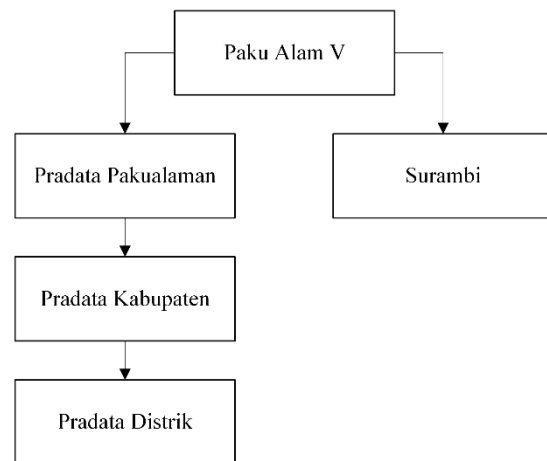 Paku Alam V
Pradata Pakualaman
Surambi
Pradata Kabupaten
Pradata Distrik